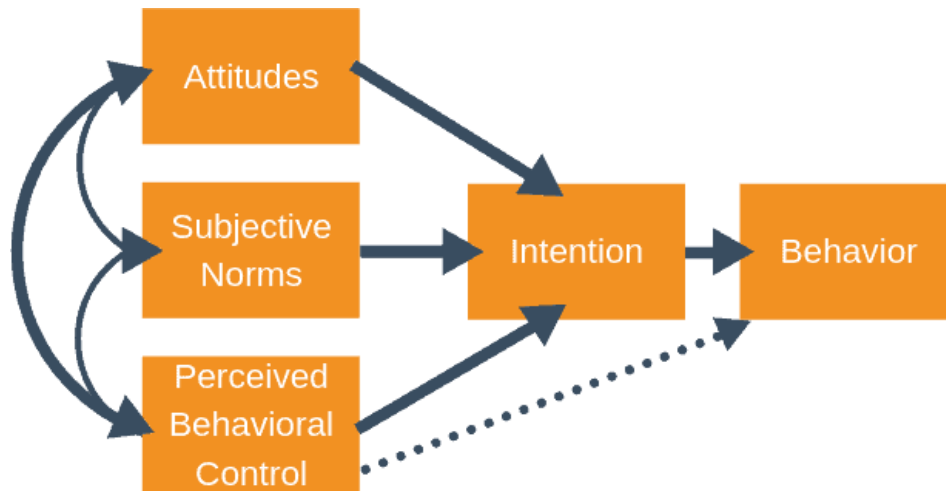 Attitudes
Subjective
Norms
Perceived
Behavioral
Control
Intention
Behavior